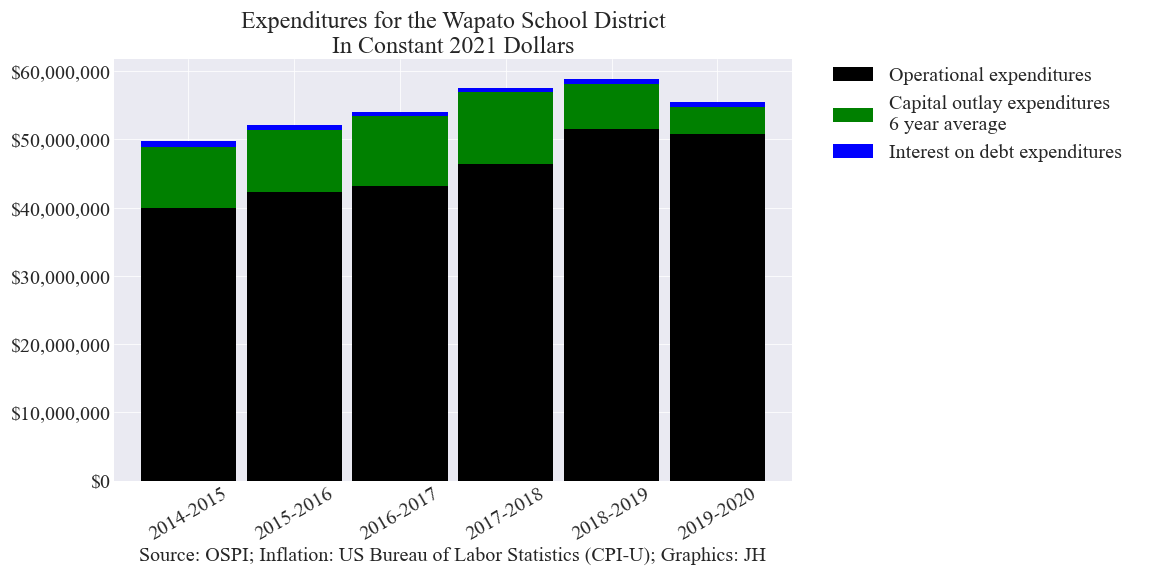 Expenditures for the Wapato School District
In Constant 2021 Dollars
$60,000,000
$50,000,000
$40,000,000
$30,000,000
$20,000,000
$10,000,000
$0
2014-2015
2015-2016
2016-2017
2017-2018
2018-2019
2019-2020
Source: OSPI; Inflation: US Bureau of Labor Statistics (CPI-U); Graphics: JH
Operational expenditures
Capital outlay expenditures
6 year average
Interest on debt expenditures